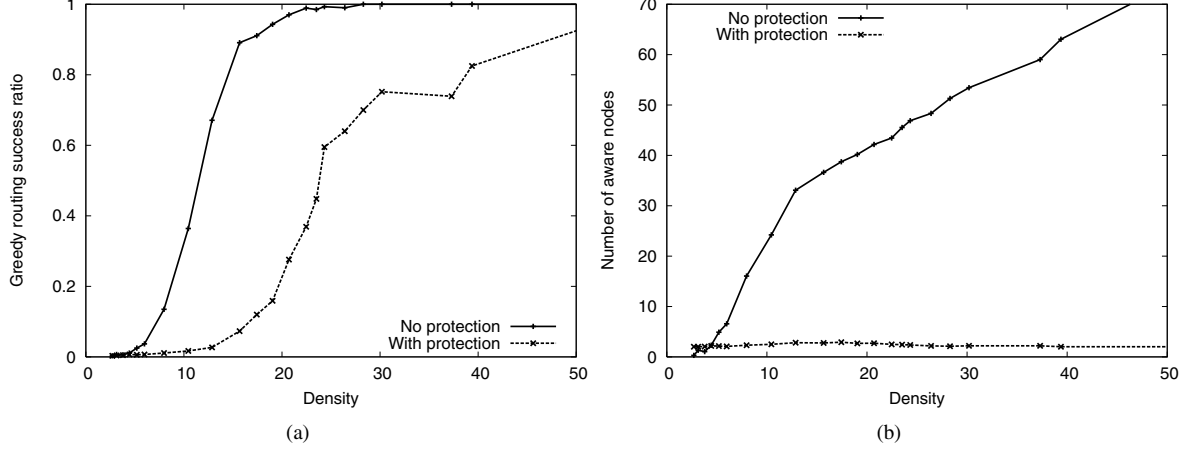 1
0.8
0.6
0.4
0.2
0
Greedy routing success ratio
No protection
With protection
0 10 20 30 40 50
Density
(a)
70
60
50
40
30
20
10
0
Number of aware nodes
No protection
With protection
0 10 20 30 40 50
Density
(b)